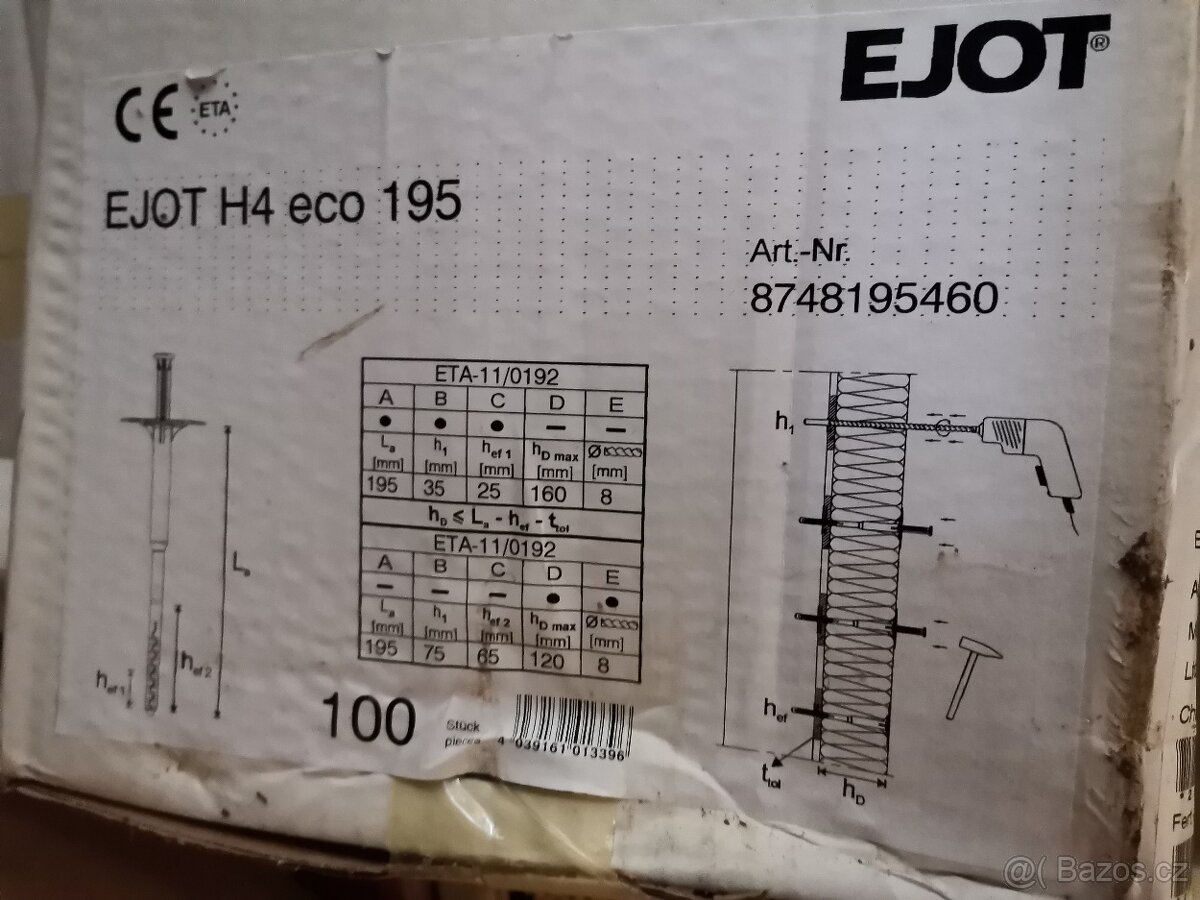 EJOT®
CE ETA
EJOT H4 eco 195
Art.-Nr.
8748195460
ETA-11/0192
A B C D E
● ● ● — —
La [mm] h1 [mm] hef 1 [mm] hD max [mm] Ø [mm]
195 35 25 160 8
hD ≤ La - hef - ttol
ETA-11/0192
A B C D E
— — — ● ●
La [mm] h1 [mm] hef 2 [mm] hD max [mm] Ø [mm]
195 75 65 120 8
La
hef 1
hef 2
h1
hef
ttol
hD
100 Stück
pieces
4 039161 013396
Bazos.cz